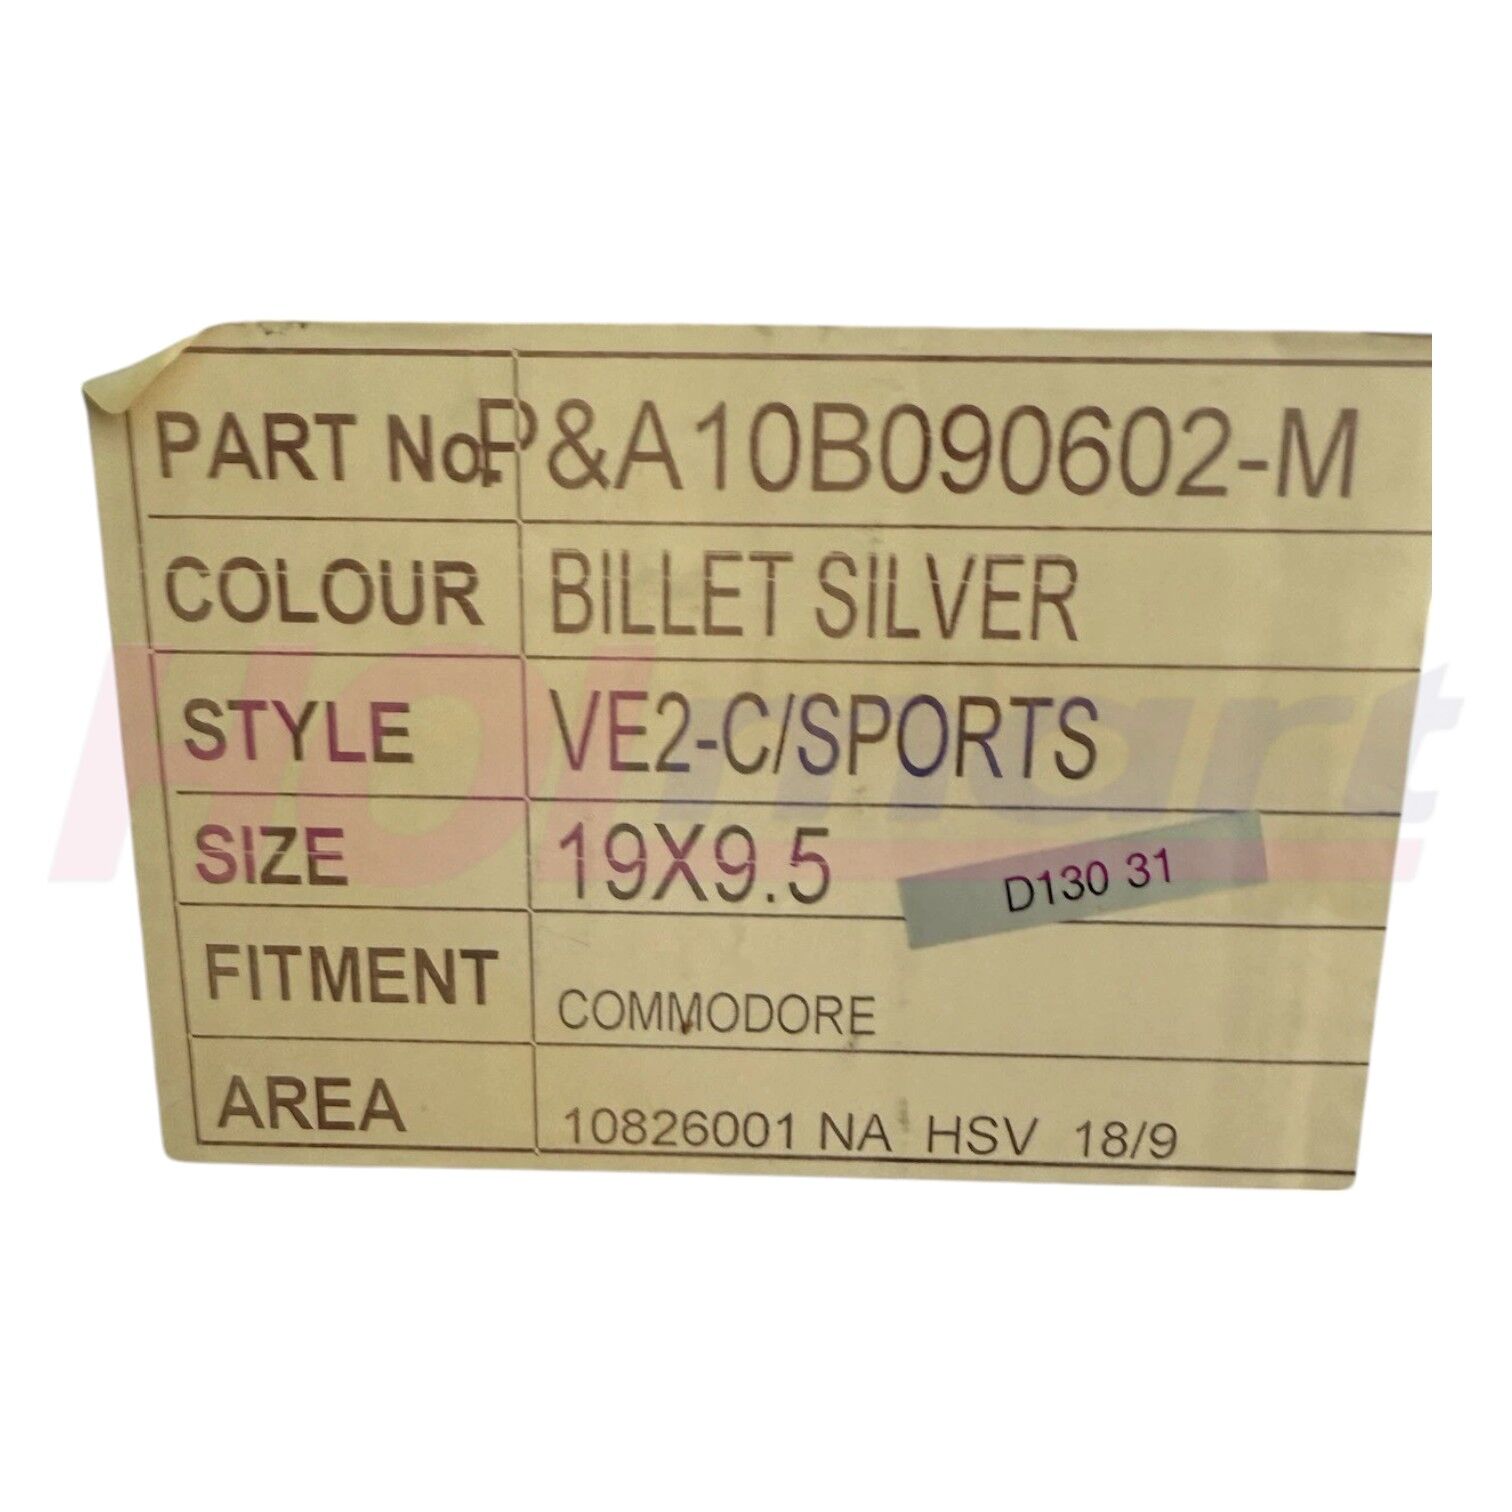 PART No. P&A10B090602-M
COLOUR BILLET SILVER
STYLE VE2-C/SPORTS
HOLmart
SIZE 19X9.5
D130 31
FITMENT COMMODORE
AREA 10826001 NA HSV 18/9